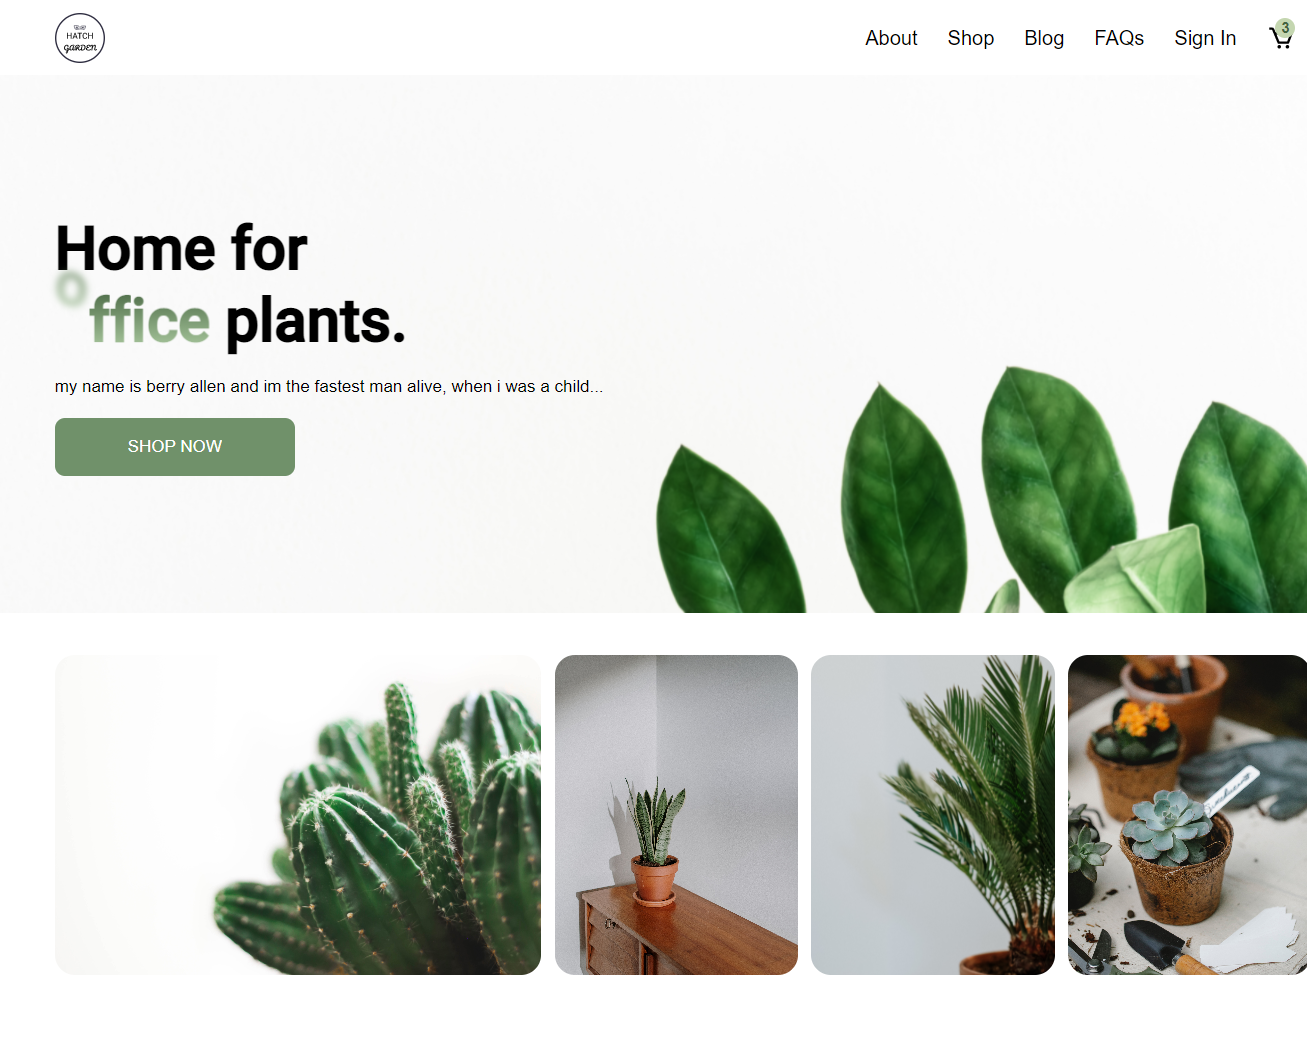 HATCH
GARDEN
About Shop Blog FAQs Sign In 3
Home for
office plants.
my name is berry allen and im the fastest man alive, when i was a child...
SHOP NOW